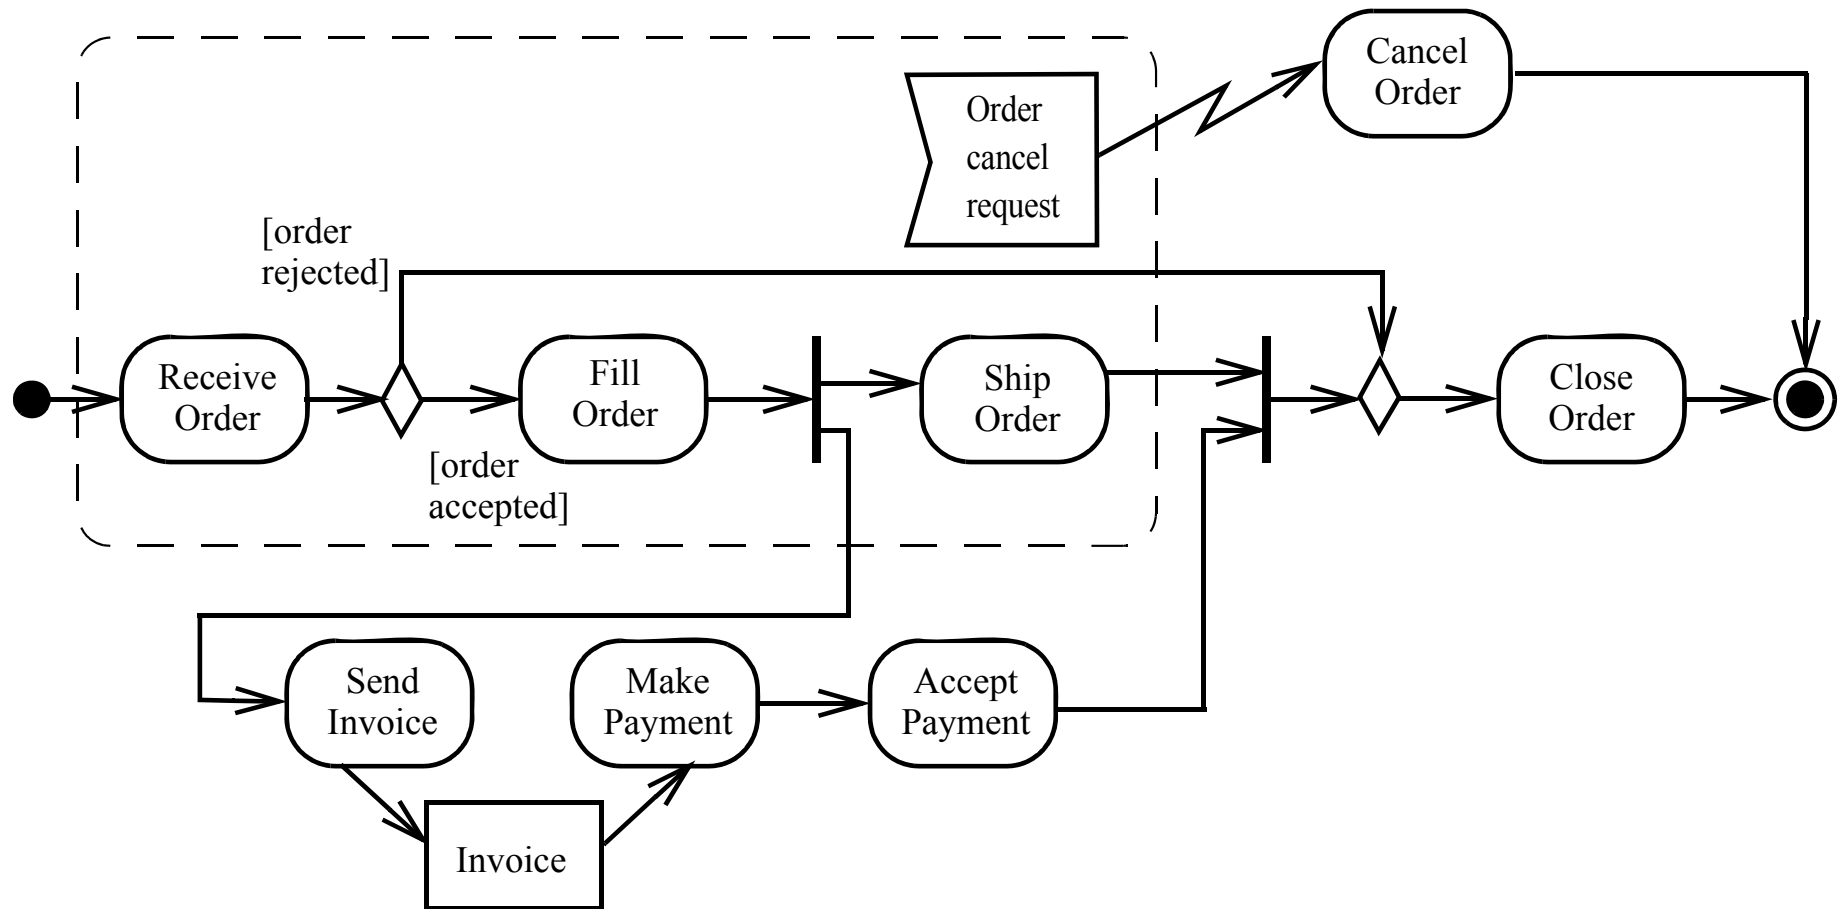 Cancel
Order
Order
cancel
request
[order
rejected]
Receive
Order
Fill
Order
Ship
Order
Close
Order
[order
accepted]
Send
Invoice
Make
Payment
Accept
Payment
Invoice